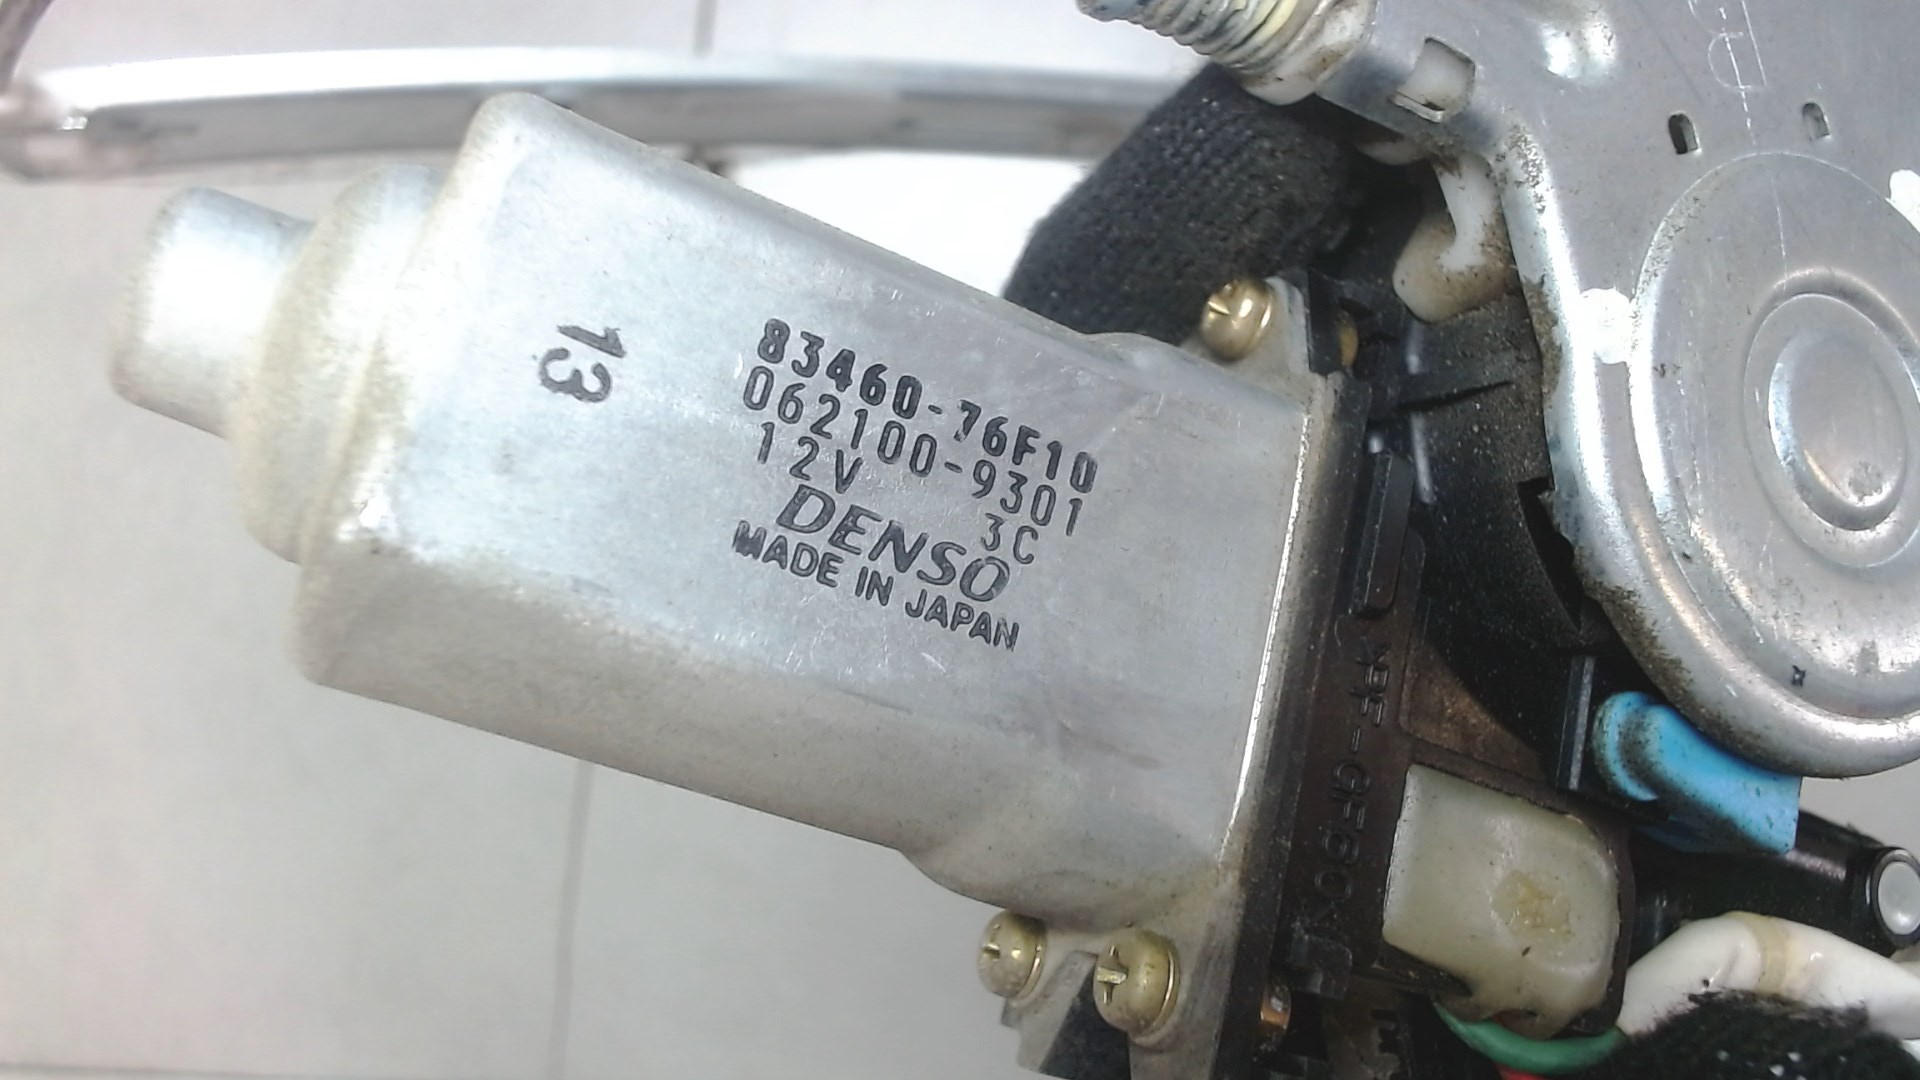 13
83460-76F10
062100-9301
12V 3C
DENSO
MADE IN JAPAN